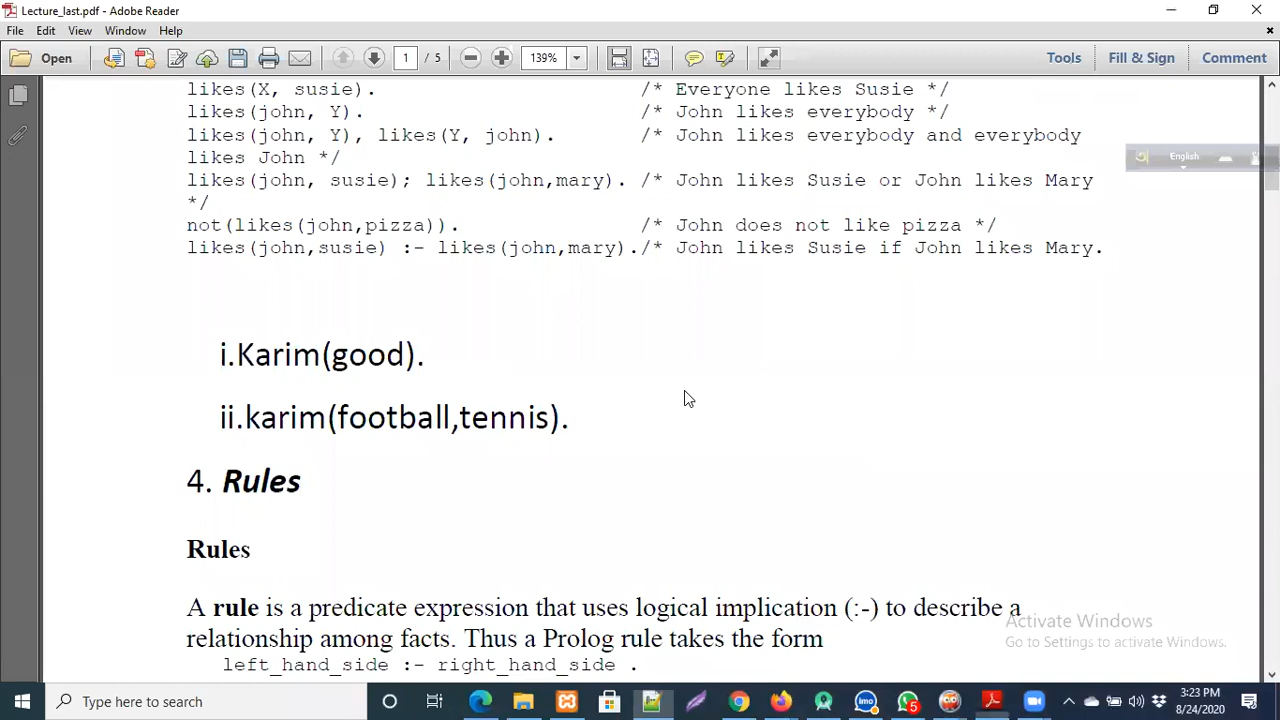 Lecture_last.pdf - Adobe Reader
File Edit View Window Help
Open 1 / 5 139% Tools Fill & Sign Comment
likes(X, susie). /* Everyone likes Susie */
likes(john, Y). /* John likes everybody */
likes(john, Y), likes(Y, john). /* John likes everybody and everybody
likes John */
English
likes(john, susie); likes(john,mary). /* John likes Susie or John likes Mary
*/
not(likes(john,pizza)). /* John does not like pizza */
likes(john,susie) :- likes(john,mary)./* John likes Susie if John likes Mary.
i.Karim(good).
ii.karim(football,tennis).
4. Rules
Rules
A rule is a predicate expression that uses logical implication (:-) to describe a
relationship among facts. Thus a Prolog rule takes the form
left_hand_side :- right_hand_side .
Activate Windows
Go to Settings to activate Windows.
Type here to search
imo
5
3:23 PM
8/24/2020